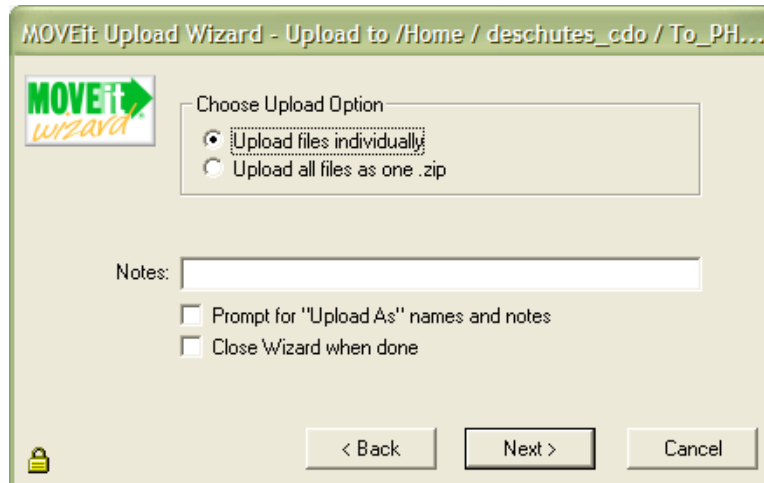 MOVEit Upload Wizard - Upload to /Home / deschutes_cdo / To_PH...
MOVEit
wizard
Choose Upload Option
Upload files individually
Upload all files as one .zip
Notes:
Prompt for "Upload As" names and notes
Close Wizard when done
< Back Next > Cancel